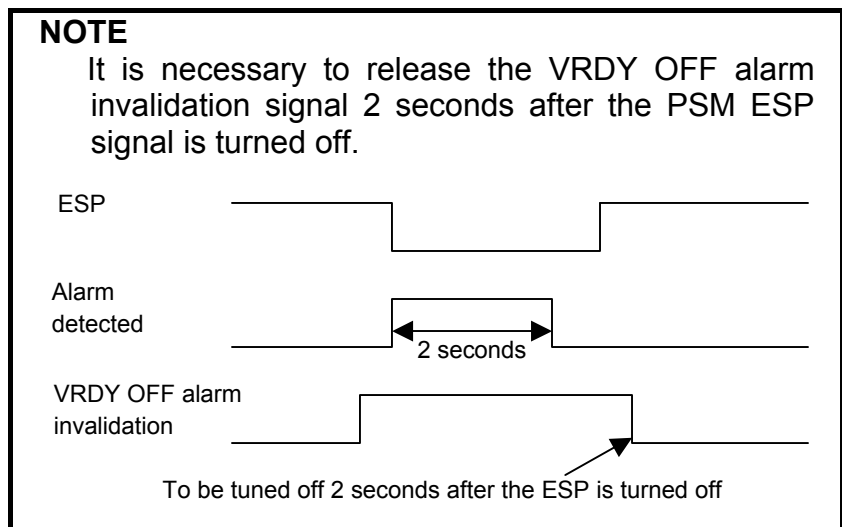 NOTE
It is necessary to release the VRDY OFF alarm
invalidation signal 2 seconds after the PSM ESP
signal is turned off.
ESP
Alarm
detected
2 seconds
VRDY OFF alarm
invalidation
To be tuned off 2 seconds after the ESP is turned off